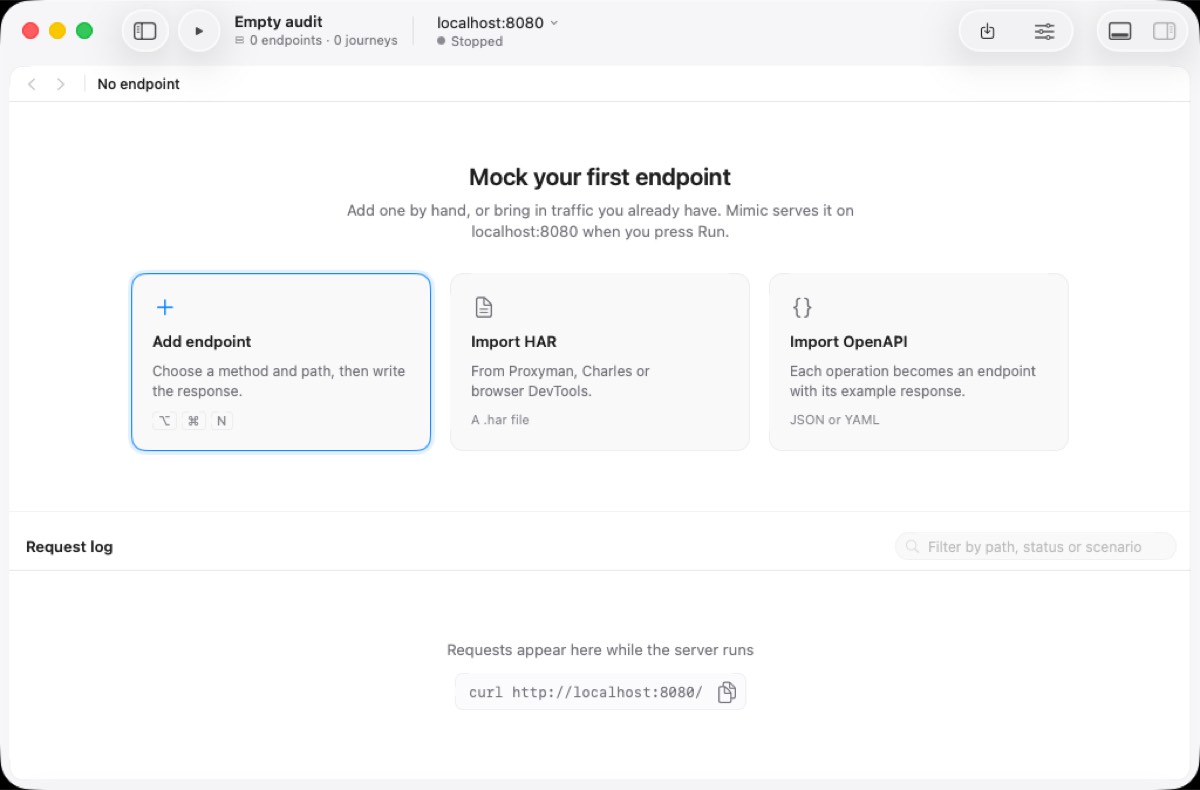 Empty audit
0 endpoints · 0 journeys
localhost:8080
Stopped
No endpoint
Mock your first endpoint
Add one by hand, or bring in traffic you already have. Mimic serves it on
localhost:8080 when you press Run.
Add endpoint
Choose a method and path, then write
the response.
⌥ ⌘ N
Import HAR
From Proxyman, Charles or
browser DevTools.
A .har file
{}
Import OpenAPI
Each operation becomes an endpoint
with its example response.
JSON or YAML
Request log
Filter by path, status or scenario
Requests appear here while the server runs
curl http://localhost:8080/